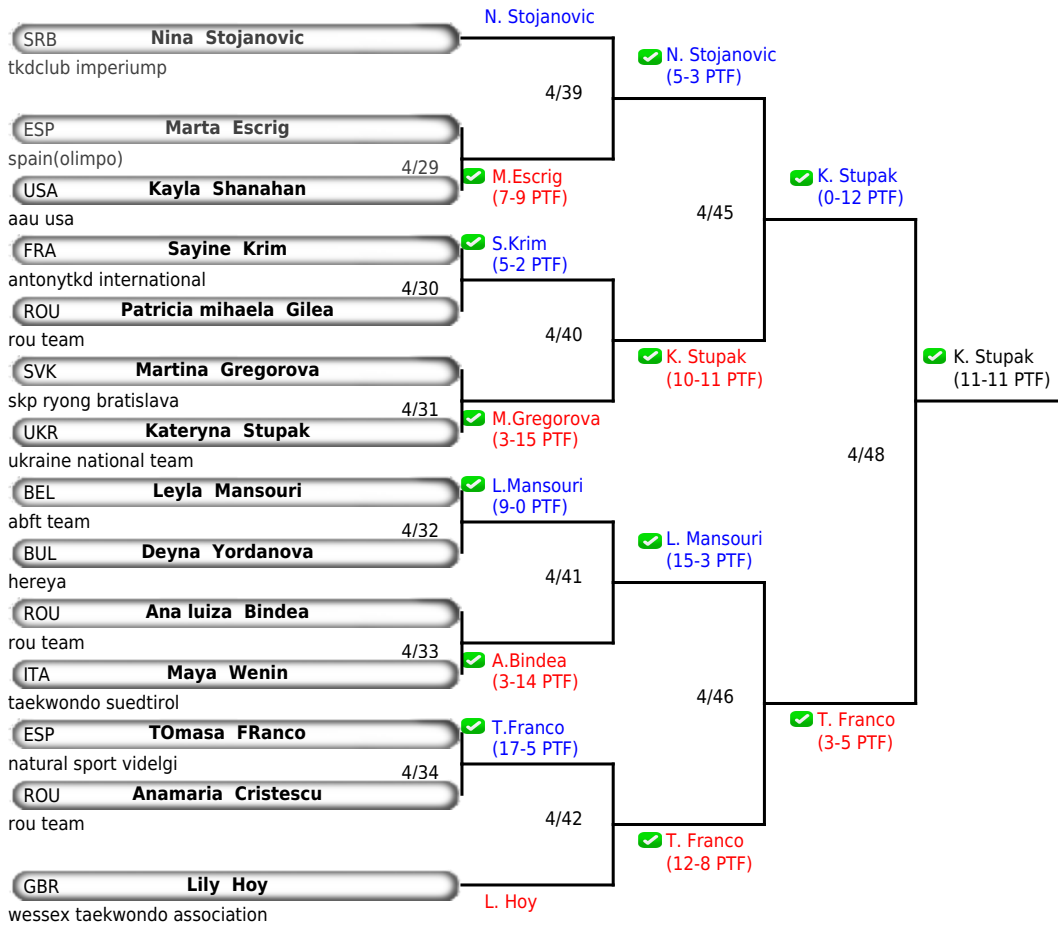 N. Stojanovic
SRB Nina Stojanovic
tkdclub imperiump
N. Stojanovic
(5-3 PTF)
4/39
ESP Marta Escrig
spain(olimpo)
4/29
M.Escrig
(7-9 PTF)
USA Kayla Shanahan
aau usa
K. Stupak
(0-12 PTF)
4/45
FRA Sayine Krim
antonytkd international
S.Krim
(5-2 PTF)
4/30
ROU Patricia mihaela Gilea
rou team
4/40
K. Stupak
(10-11 PTF)
K. Stupak
(11-11 PTF)
SVK Martina Gregorova
skp ryong bratislava
4/31
M.Gregorova
(3-15 PTF)
UKR Kateryna Stupak
ukraine national team
4/48
BEL Leyla Mansouri
abft team
L.Mansouri
(9-0 PTF)
4/32
BUL Deyna Yordanova
hereya
L. Mansouri
(15-3 PTF)
4/41
ROU Ana luiza Bindea
rou team
4/33
A.Bindea
(3-14 PTF)
ITA Maya Wenin
taekwondo suedtirol
4/46
T. Franco
(3-5 PTF)
ESP TOmasa FRanco
natural sport videlgi
T.Franco
(17-5 PTF)
4/34
ROU Anamaria Cristescu
rou team
4/42
T. Franco
(12-8 PTF)
GBR Lily Hoy
wessex taekwondo association
L. Hoy